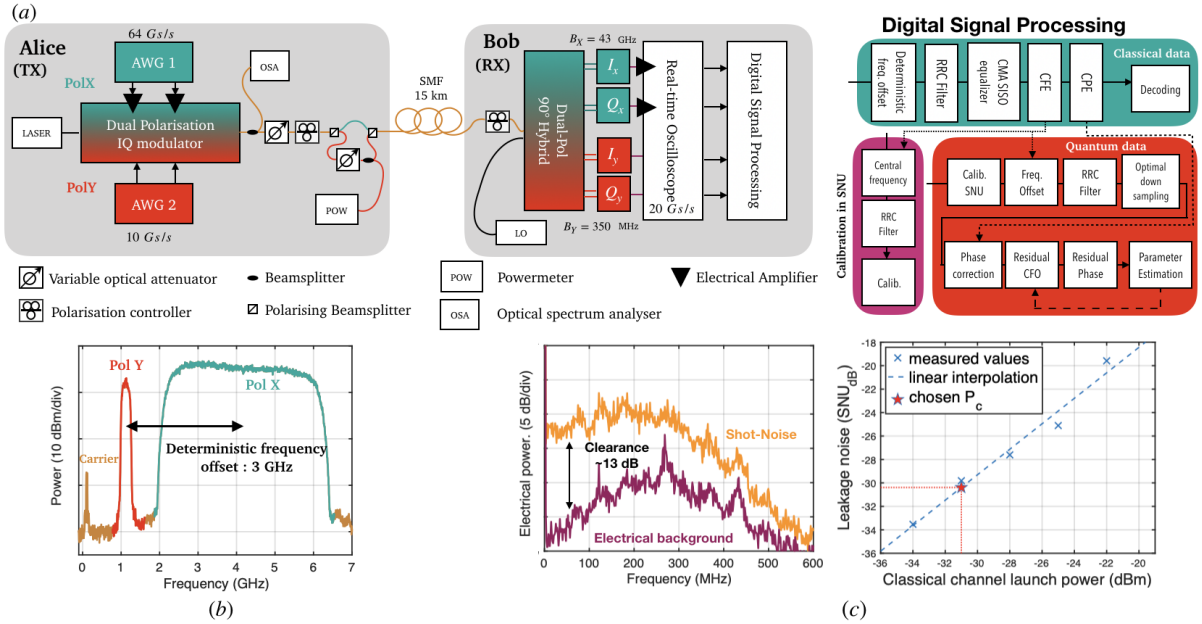 (a)
Alice
(TX)
64 Gs/s
AWG 1
PolX
LASER
Dual Polarisation
IQ modulator
PolY
AWG 2
10 Gs/s
OSA
POW
SMF
15 km
Bob
(RX)
Dual-Pol
90° Hybrid
LO
B_X = 43 GHz
I_x
Q_x
I_y
Q_y
B_Y = 350 MHz
Real-time Oscilloscope
20 Gs/s
Digital Signal Processing
Variable optical attenuator
Polarisation controller
Beamsplitter
Polarising Beamsplitter
POW
Powermeter
OSA
Optical spectrum analyser
Electrical Amplifier
Digital Signal Processing
Classical data
Deterministic
freq. offset
RRC Filter
CMA SISO
equalizer
CFE
CPE
Decoding
Calibration in SNU
Central
frequency
RRC
Filter
Calib.
Quantum data
Calib.
SNU
Freq.
Offset
RRC
Filter
Optimal
down
sampling
Phase
correction
Residual
CFO
Residual
Phase
Parameter
Estimation
Power (10 dBm/div)
Pol Y
Pol X
Carrier
Deterministic frequency
offset : 3 GHz
0 1 2 3 4 5 6 7
Frequency (GHz)
(b)
Electrical power. (5 dB/div)
Shot-Noise
Clearance
~13 dB
Electrical background
0 100 200 300 400 500 600
Frequency (MHz)
Leakage noise (SNU_dB)
-18
-20
-22
-24
-26
-28
-30
-32
-34
-36
measured values
linear interpolation
chosen P_c
-36 -34 -32 -30 -28 -26 -24 -22 -20
Classical channel launch power (dBm)
(c)